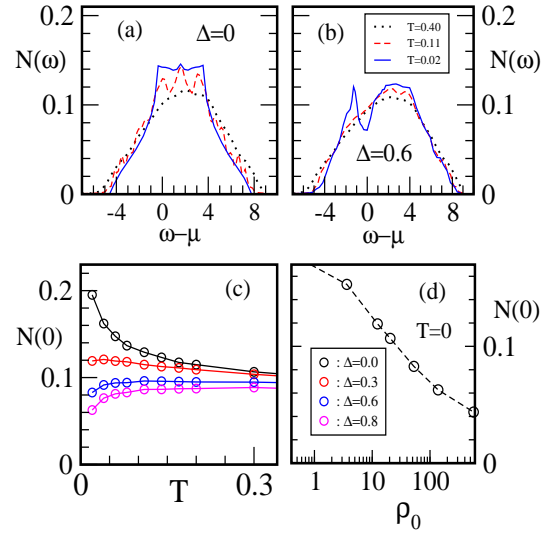 (a) Δ=0
N(ω)
0.2
0.1
0
-4 0 4 8
ω−μ
(b)
T=0.40
T=0.11
T=0.02
Δ=0.6
0.2
N(ω)
0.1
0
-4 0 4 8
ω−μ
(c)
0.2
N(0)
0.1
0
0 T 0.3
(d)
T=0
N(0)
: Δ=0.0
: Δ=0.3
: Δ=0.6
: Δ=0.8
0.1
0
1 10 100
ρ0